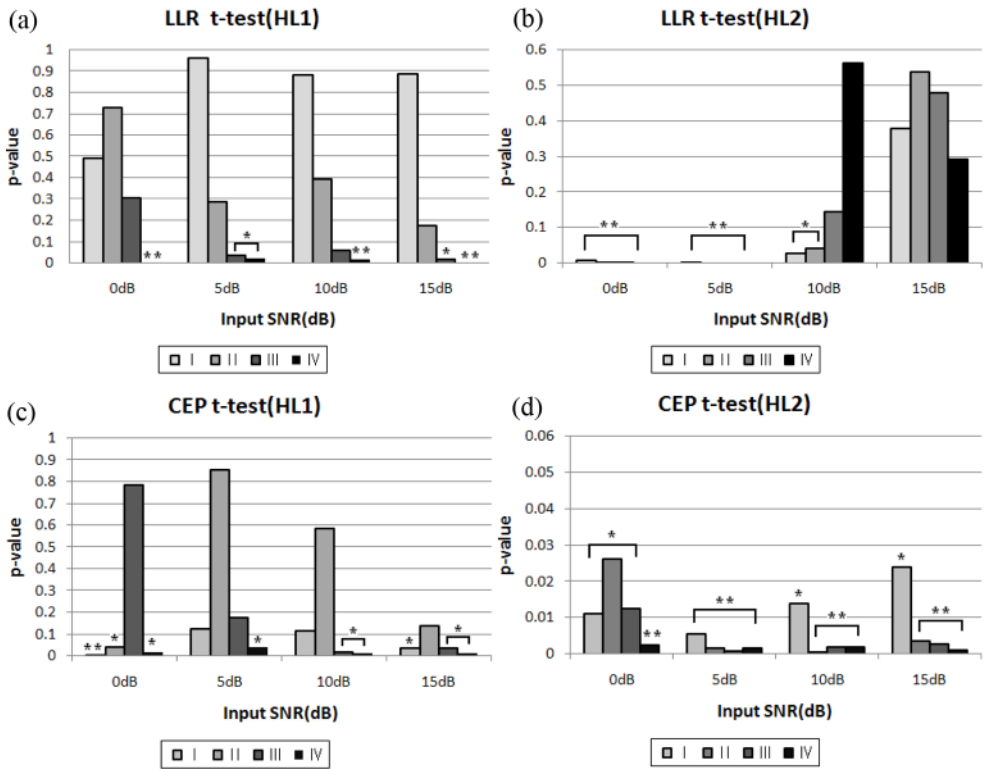 (a)
LLR t-test(HL1)
1
0.9
0.8
0.7
0.6
0.5
0.4
0.3
0.2
0.1
0
p-value
**
*
**
*
**
0dB 5dB 10dB 15dB
Input SNR(dB)
I II III IV
(b)
LLR t-test(HL2)
0.6
0.5
0.4
0.3
0.2
0.1
0
p-value
**
**
*
0dB 5dB 10dB 15dB
Input SNR(dB)
I II III IV
(c)
CEP t-test(HL1)
1
0.9
0.8
0.7
0.6
0.5
0.4
0.3
0.2
0.1
0
p-value
**
*
*
*
*
*
*
0dB 5dB 10dB 15dB
Input SNR(dB)
I II III IV
(d)
CEP t-test(HL2)
0.06
0.05
0.04
0.03
0.02
0.01
0
p-value
*
**
**
*
**
*
**
0dB 5dB 10dB 15dB
Input SNR(dB)
I II III IV